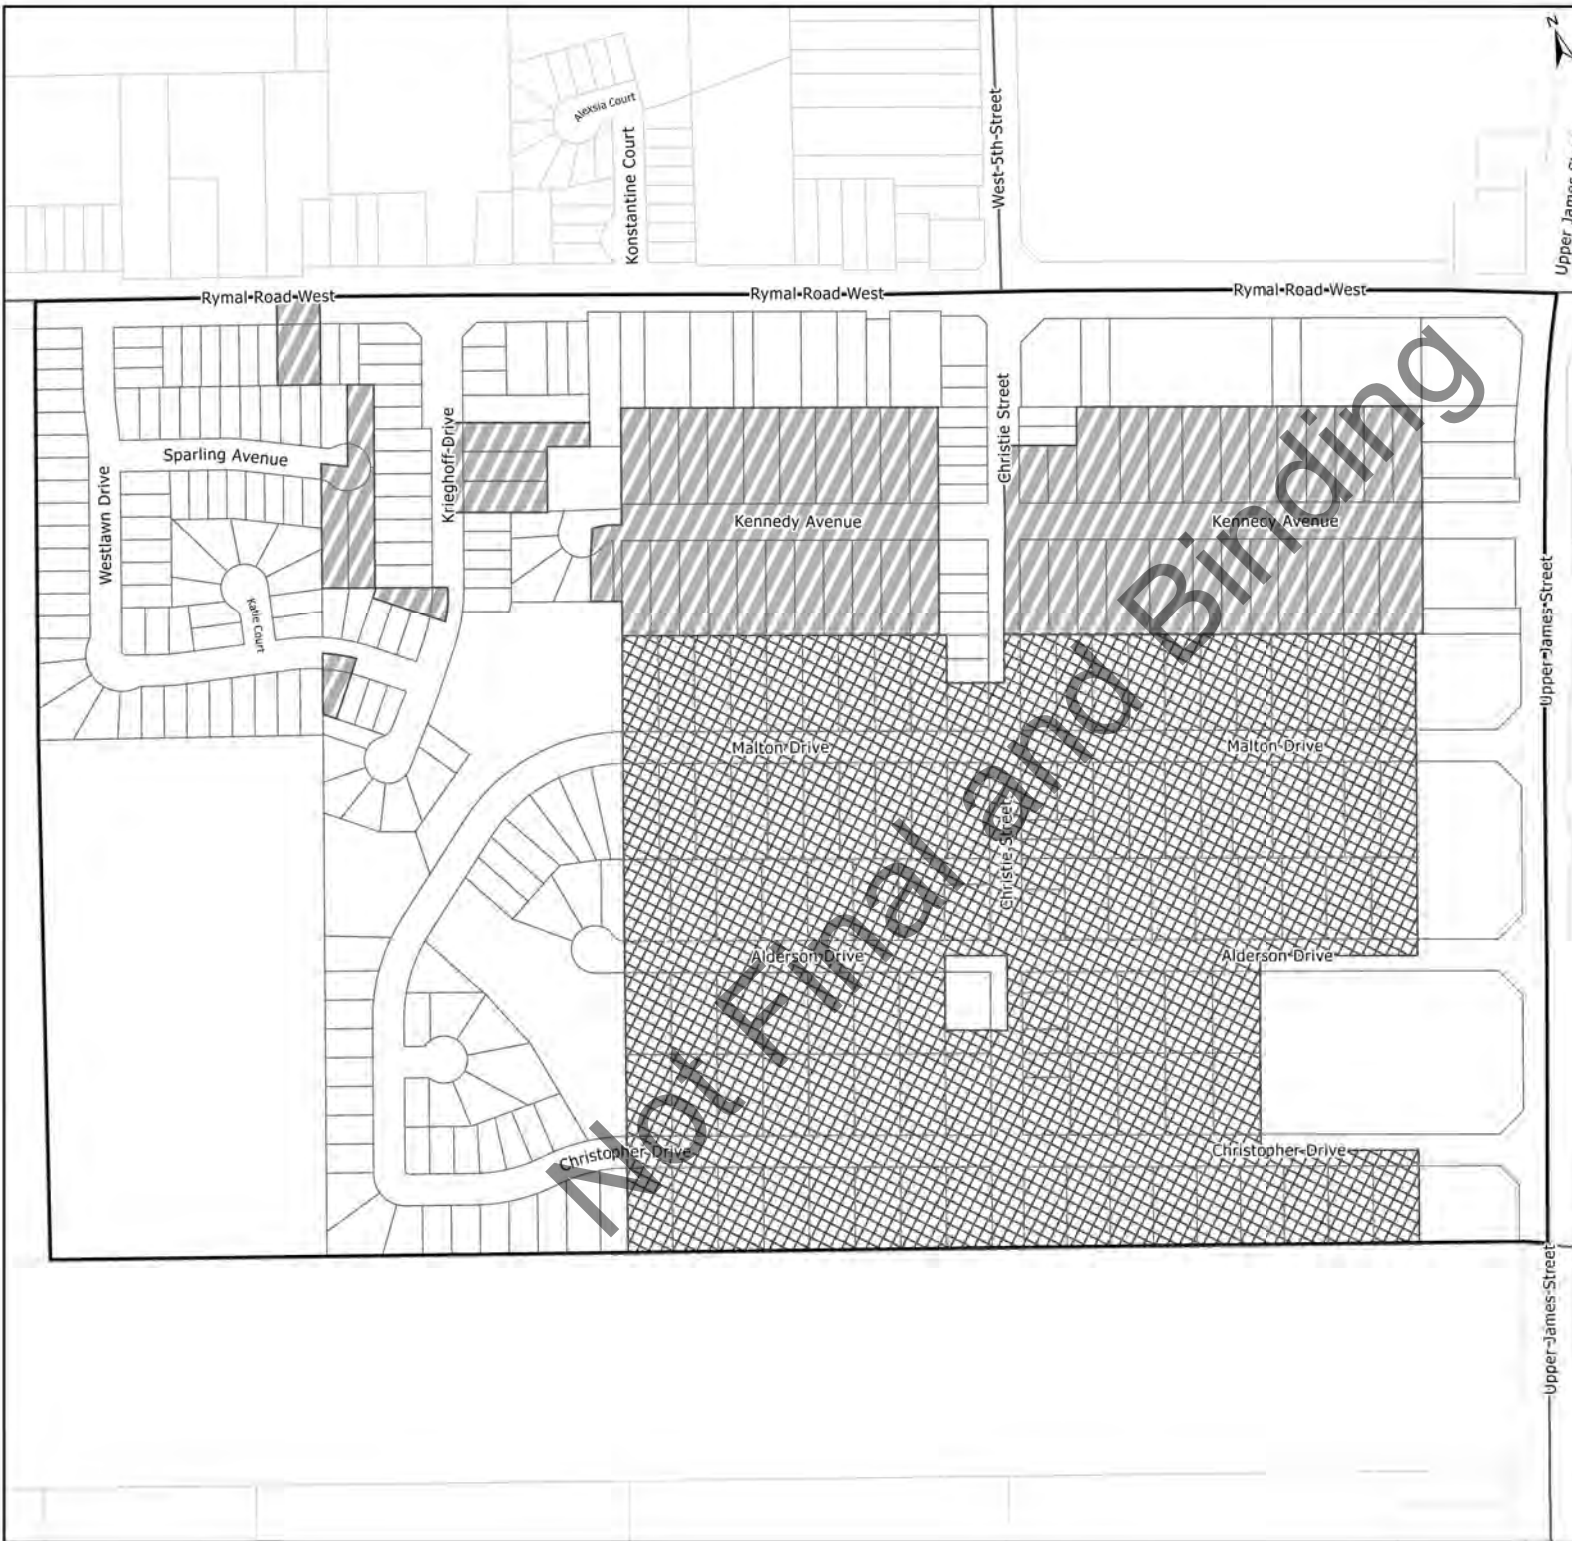 N
Alexsia Court
Konstantine Court
West-5th-Street
Upper James
Rymal-Road-West
Rymal-Road-West
Rymal-Road-West
Sparling Avenue
Westlawn Drive
Krieghoff-Drive
Christie Street
Katie Court
Kennedy Avenue
Kennedy Avenue
Upper-James-Street
Malton Drive
Malton Drive
Christie Street
Alderson Drive
Alderson Drive
Christopher-Drive
Christopher-Drive
Upper-James-Street
Not Final and Binding